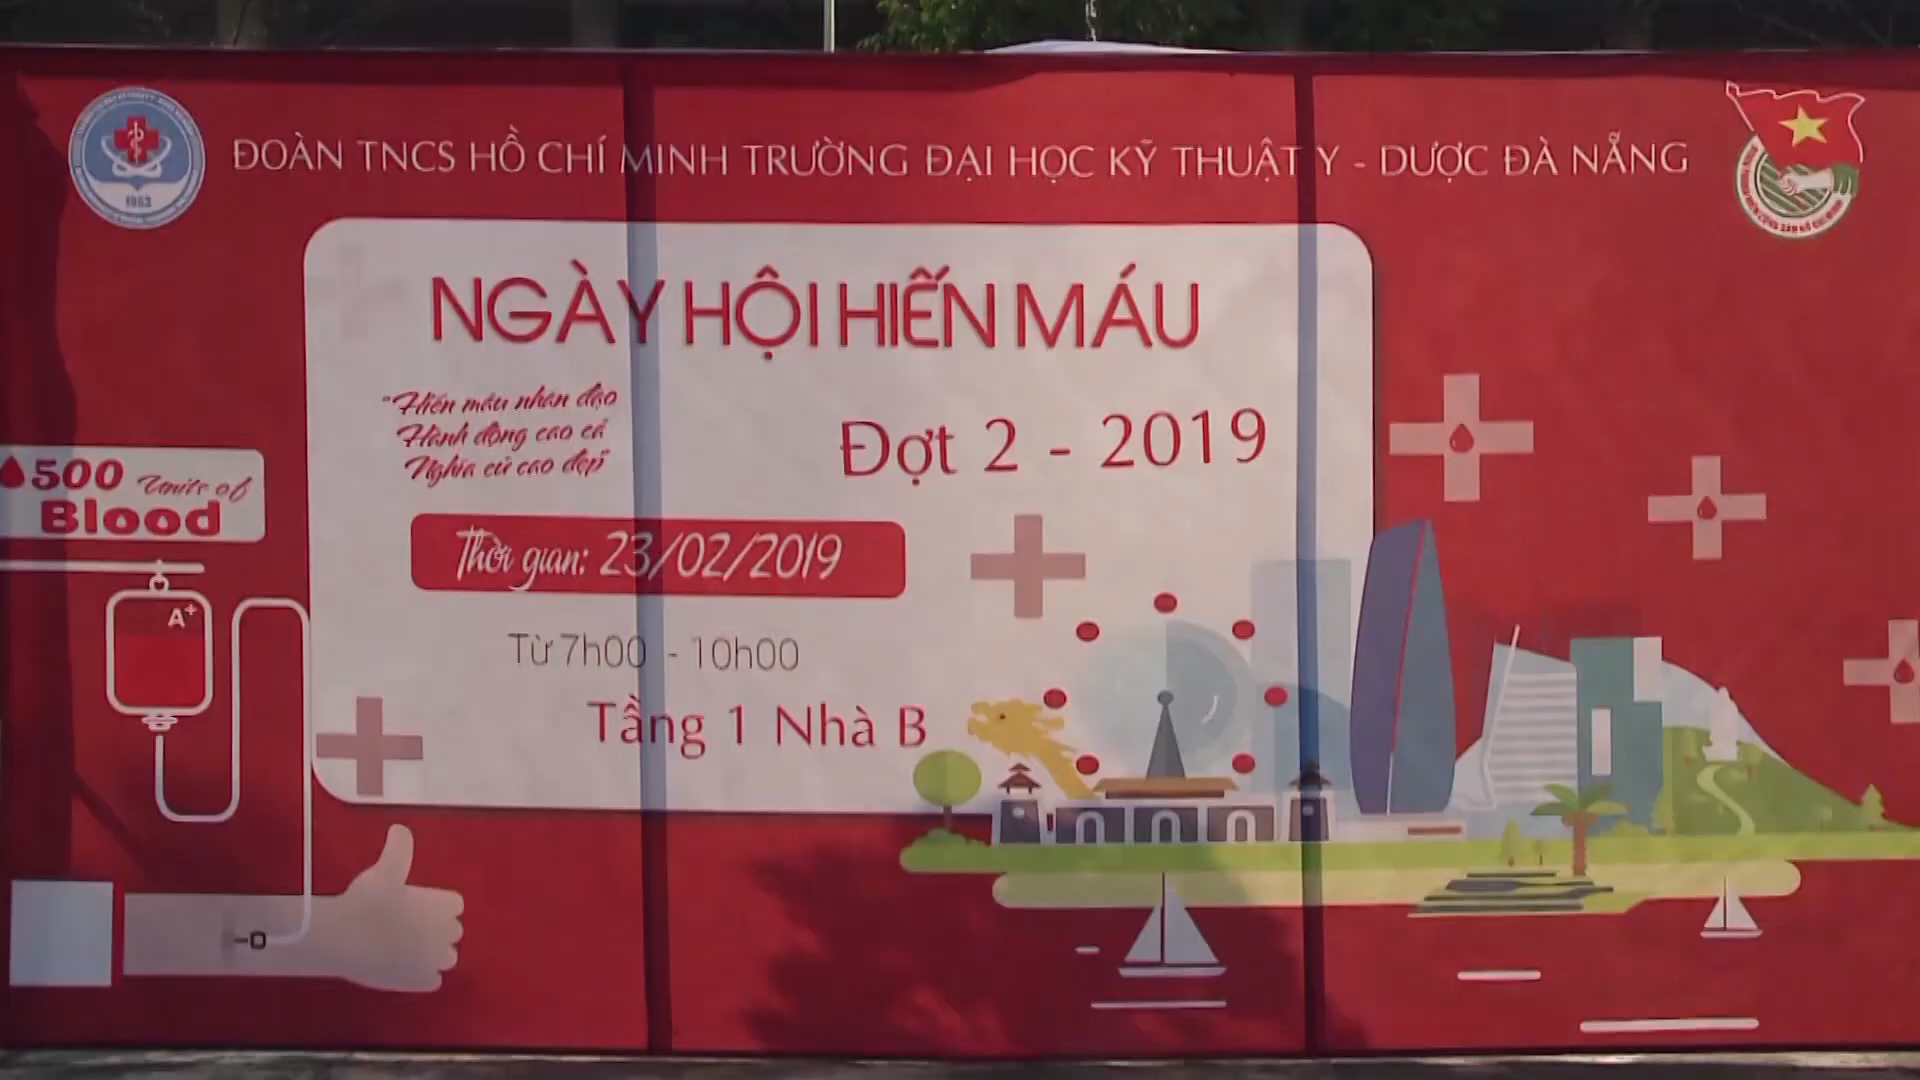 ĐOÀN TNCS HỒ CHÍ MINH TRƯỜNG ĐẠI HỌC KỸ THUẬT Y - DƯỢC ĐÀ NẴNG
1963
NGÀY HỘI HIẾN MÁU
"Hiến máu nhân đạo
Hành động cao cả
Nghĩa cử cao đẹp"
Đợt 2 - 2019
500 Units of
Blood
Thời gian: 23/02/2019
A+
Từ 7h00 - 10h00
Tầng 1 Nhà B